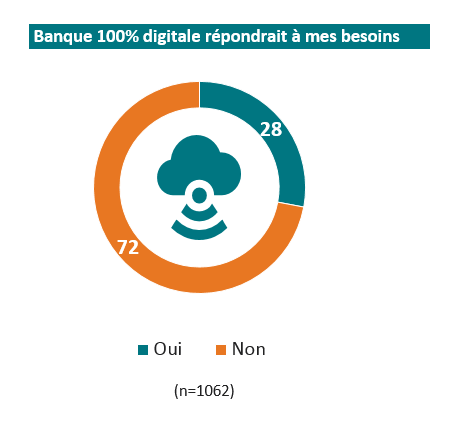 Banque 100% digitale répondrait à mes besoins
28
72
Oui Non
(n=1062)